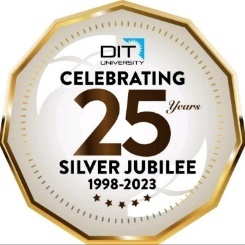 DIT
UNIVERSITY
CELEBRATING
25 Years
SILVER JUBILEE
1998-2023